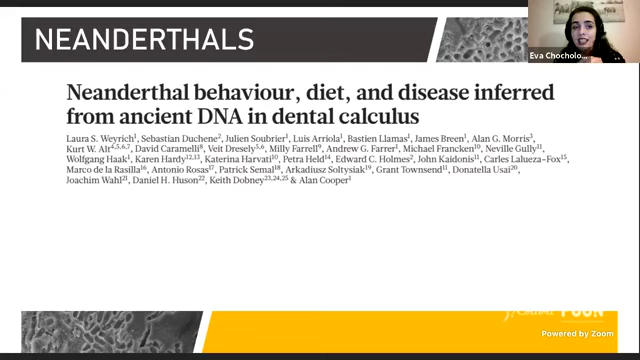 NEANDERTHALS
Eva Chocholo...
Neanderthal behaviour, diet, and disease inferred
from ancient DNA in dental calculus
Laura S. Weyrich1, Sebastian Duchene2, Julien Soubrier1, Luis Arriola1, Bastien Llamas1, James Breen1, Alan G. Morris3,
Kurt W. Alt4,5,6,7, David Caramelli8, Veit Dresely5,6, Milly Farrell9, Andrew G. Farrer1, Michael Francken10, Neville Gully11,
Wolfgang Haak1, Karen Hardy12,13, Katerina Harvati10, Petra Held14, Edward C. Holmes2, John Kaidonis11, Carles Lalueza-Fox15,
Marco de la Rasilla16, Antonio Rosas17, Patrick Semal18, Arkadiusz Soltysiak19, Grant Townsend11, Donatella Usai20,
Joachim Wahl21, Daniel H. Huson22, Keith Dobney23,24,25 & Alan Cooper1
Powered by Zoom